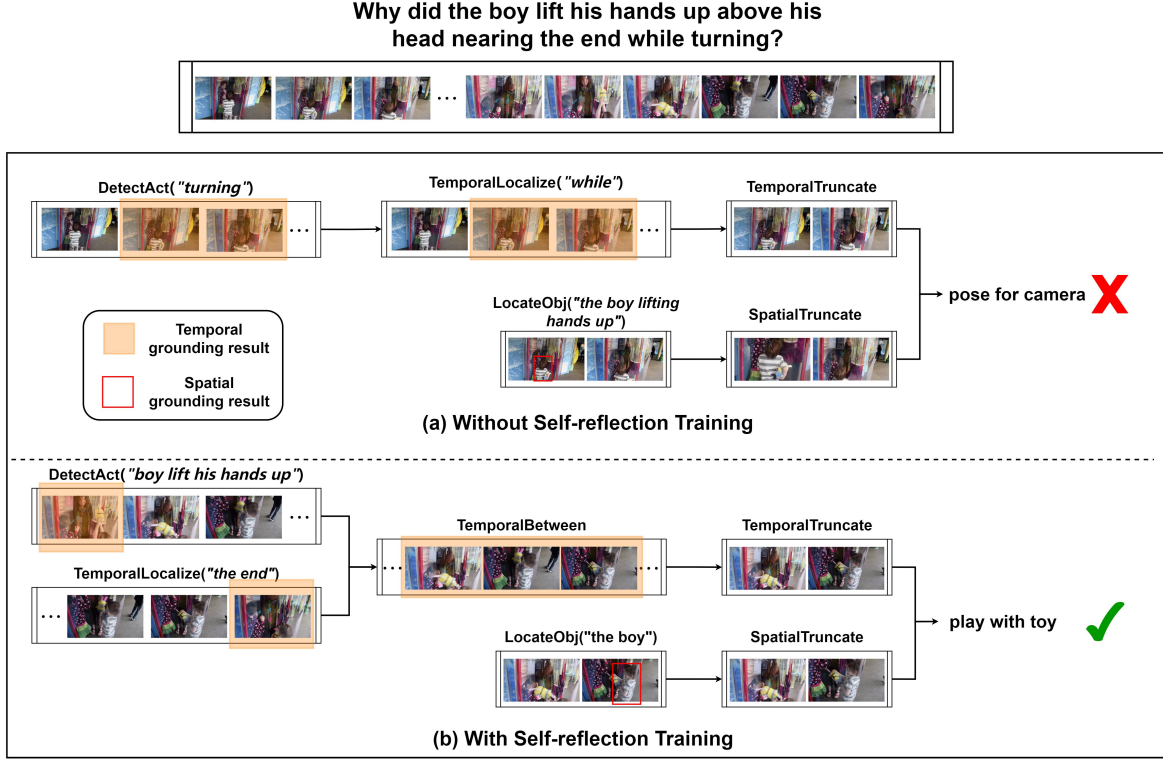 Why did the boy lift his hands up above his
head nearing the end while turning?
...
DetectAct("turning")
TemporalLocalize("while")
TemporalTruncate
...
...
pose for camera X
LocateObj("the boy lifting
hands up")
SpatialTruncate
Temporal
grounding result
Spatial
grounding result
(a) Without Self-reflection Training
DetectAct("boy lift his hands up")
...
TemporalBetween
TemporalTruncate
...
...
TemporalLocalize("the end")
...
play with toy
LocateObj("the boy")
SpatialTruncate
(b) With Self-reflection Training